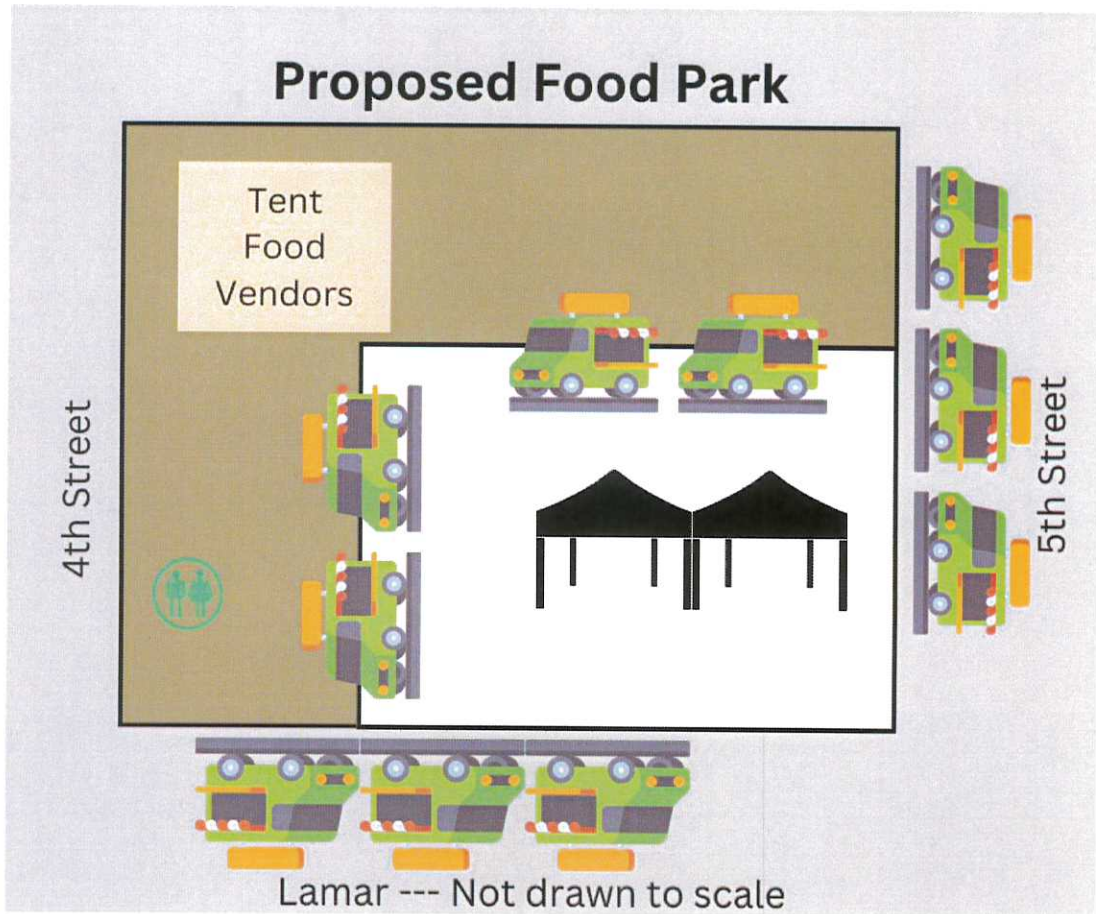 Proposed Food Park
Tent
Food
Vendors
4th Street
5th Street
Lamar --- Not drawn to scale